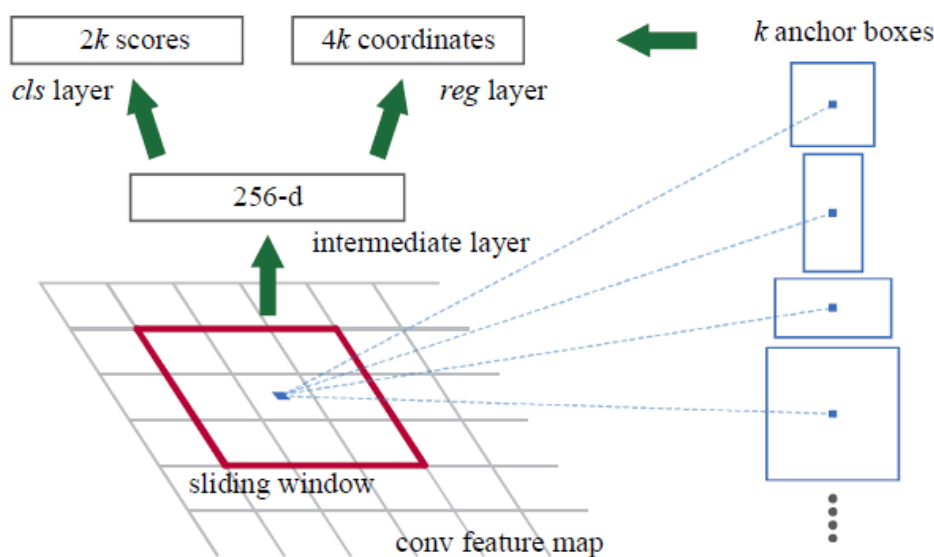 2k scores
4k coordinates
k anchor boxes
cls layer
reg layer
256-d
intermediate layer
sliding window
conv feature map